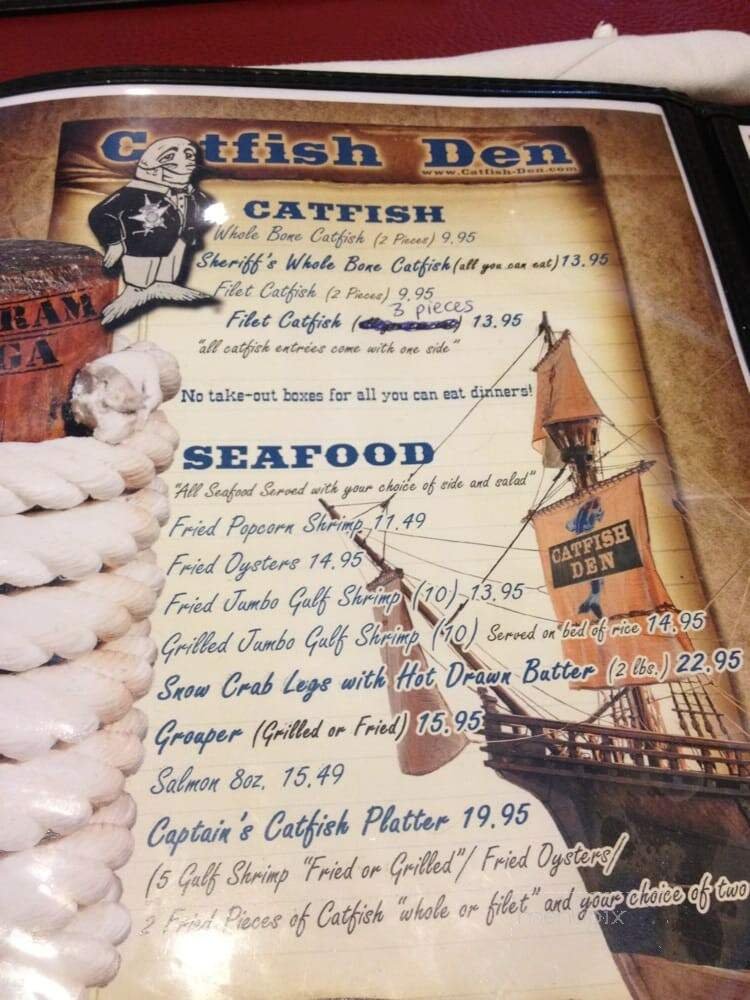 Catfish Den
www.Catfish-Den.com
CATFISH
Whole Bone Catfish (2 Pieces) 9.95
Sheriff's Whole Bone Catfish (all you can eat) 13.95
Filet Catfish (2 Pieces) 9.95
3 pieces
Filet Catfish ( ) 13.95
"all catfish entrées come with one side"
No take-out boxes for all you can eat dinners!
SEAFOOD
"All Seafood Served with your choice of side and salad"
Fried Popcorn Shrimp 11.49
Fried Oysters 14.95
Fried Jumbo Gulf Shrimp (10) 13.95
Grilled Jumbo Gulf Shrimp (10) Served on bed of rice 14.95
Snow Crab Legs with Hot Drawn Butter (2 lbs.) 22.95
Grouper (Grilled or Fried) 15.95
Salmon 8oz. 15.49
Captain's Catfish Platter 19.95
(5 Gulf Shrimp "Fried or Grilled"/ Fried Oysters/
2 Fried Pieces of Catfish "whole or filet" and your choice of two
RAM
GA
CATFISH
DEN